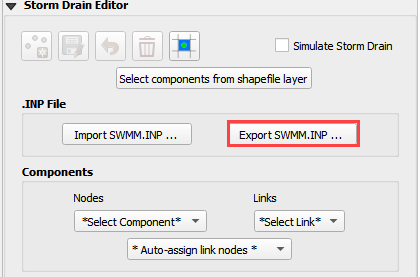 Storm Drain Editor
Simulate Storm Drain
Select components from shapefile layer
.INP File
Import SWMM.INP ...
Export SWMM.INP ...
Components
Nodes
Links
*Select Component*
*Select Link*
* Auto-assign link nodes *